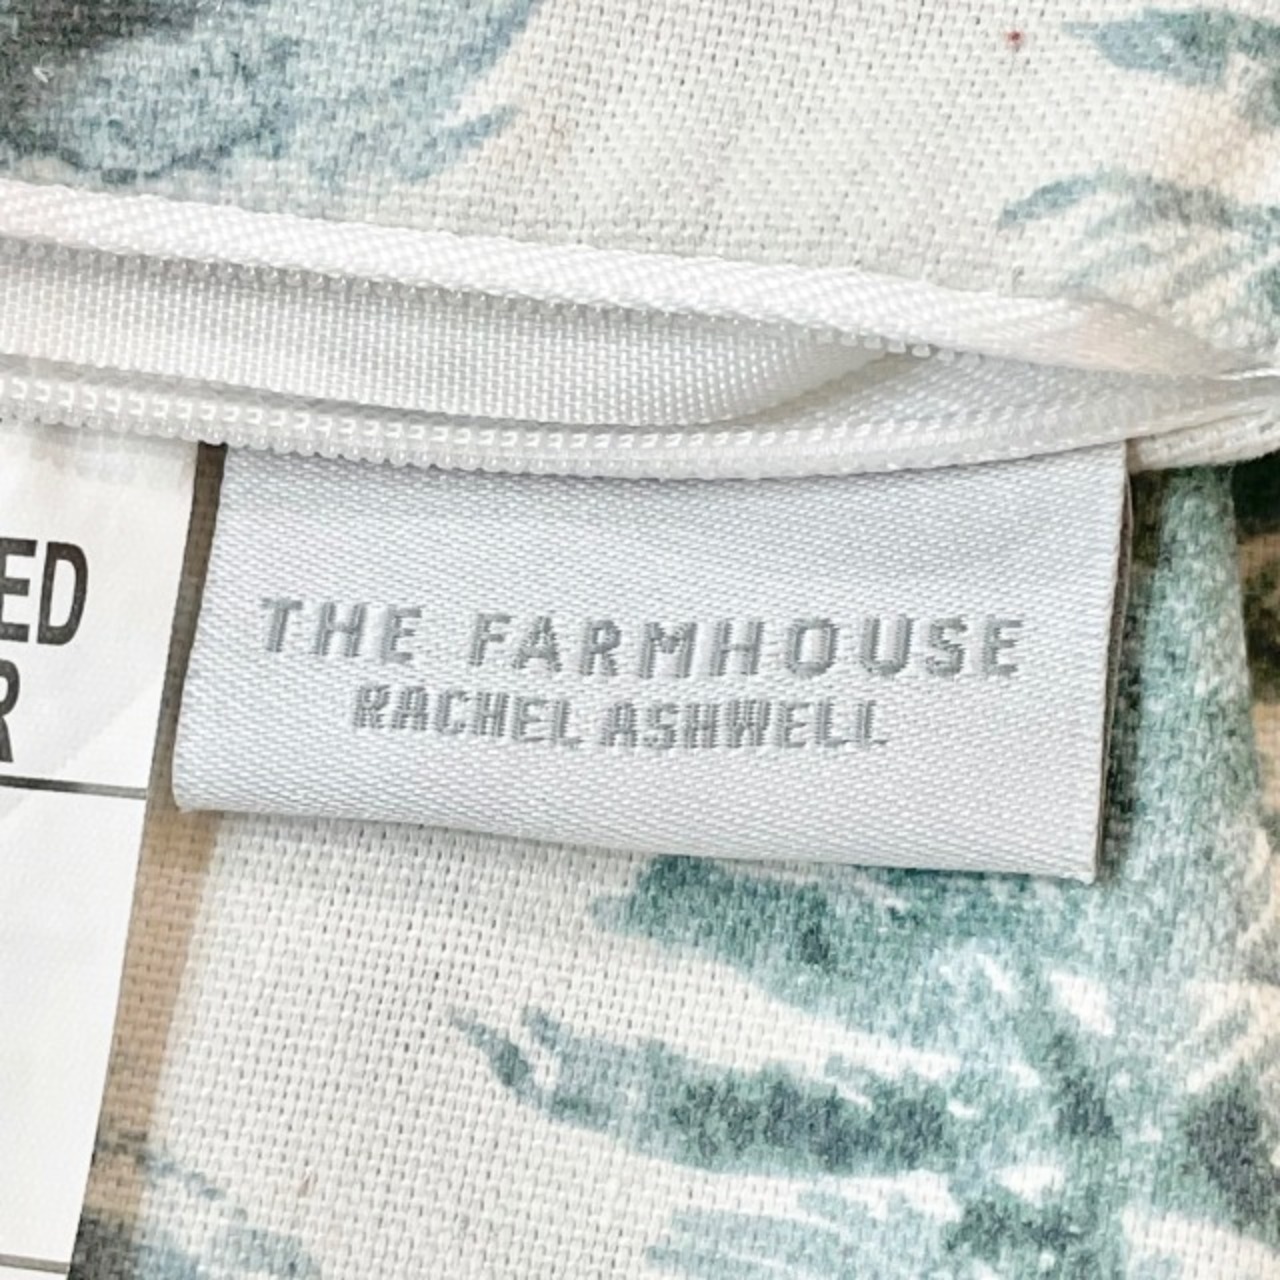 THE FARMHOUSE
RACHEL ASHWELL
ED
R